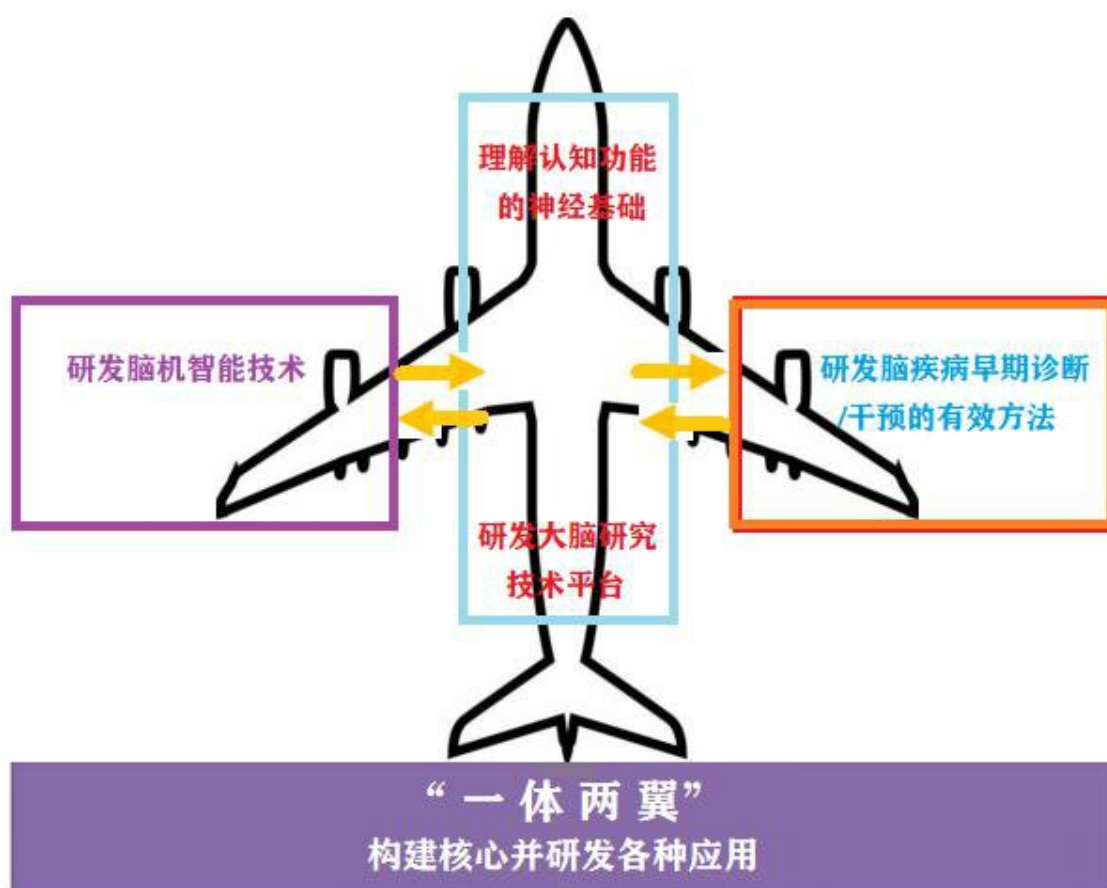 理解认知功能
的神经基础
研发脑机智能技术
研发脑疾病早期诊断
/干预的有效方法
研发大脑研究
技术平台
“一体两翼”
构建核心并研发各种应用